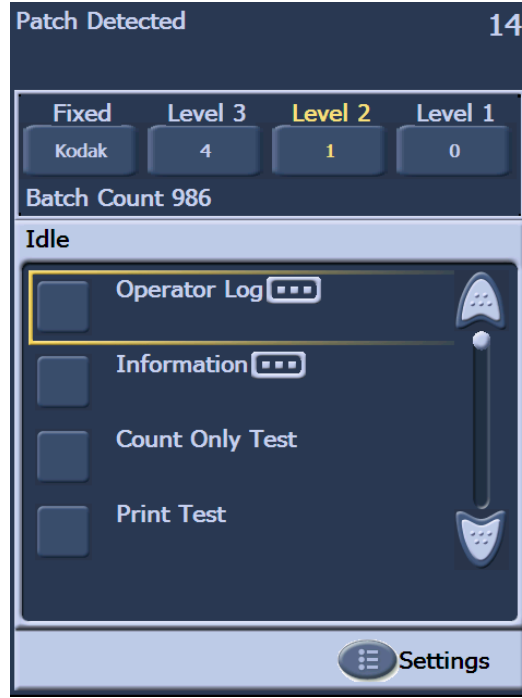 Patch Detected 14
Fixed Level 3 Level 2 Level 1
Kodak 4 1 0
Batch Count 986
Idle
Operator Log
Information
Count Only Test
Print Test
Settings